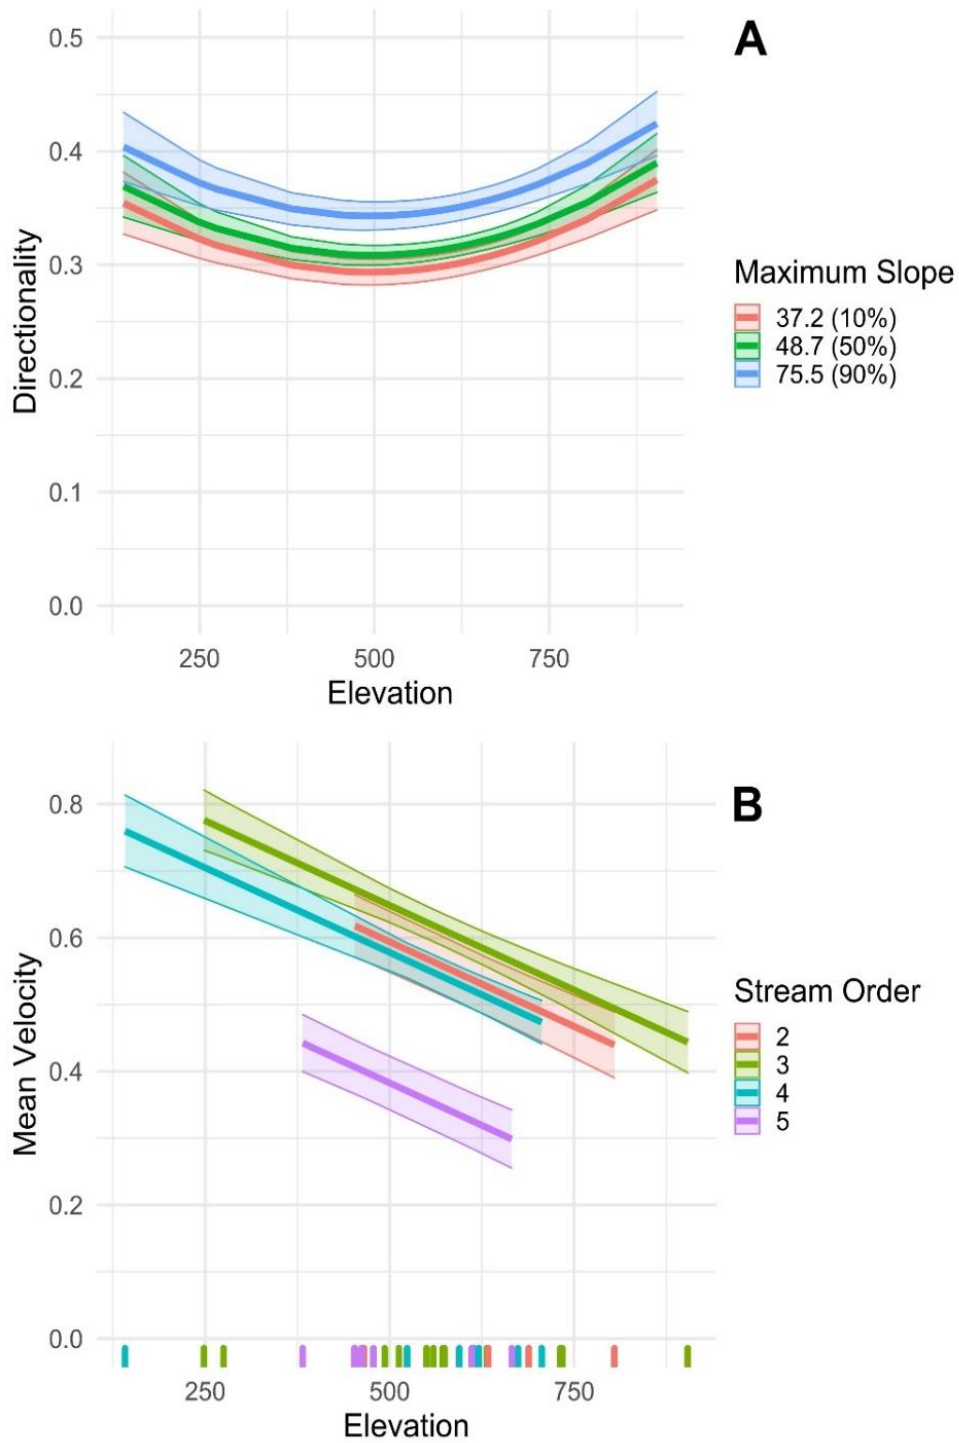 A
0.5
0.4
0.3
0.2
0.1
0.0
Directionality
250 500 750
Elevation
Maximum Slope
37.2 (10%)
48.7 (50%)
75.5 (90%)
B
0.8
0.6
0.4
0.2
0.0
Mean Velocity
250 500 750
Elevation
Stream Order
2
3
4
5